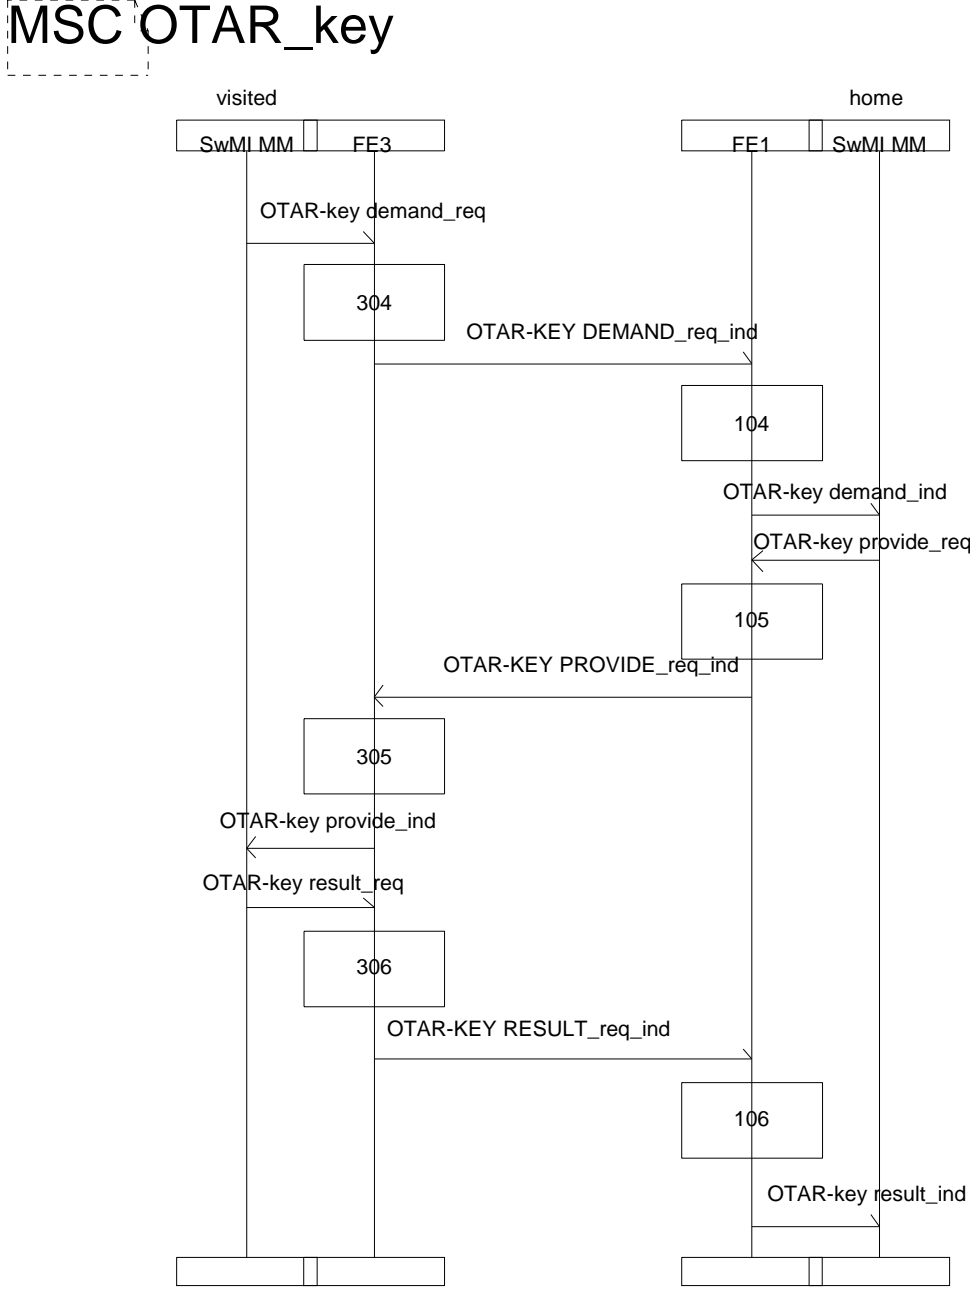 MSC OTAR_key
visited
home
SwMI MM
FE3
FE1
SwMI MM
OTAR-key demand_req
304
OTAR-KEY DEMAND_req_ind
104
OTAR-key demand_ind
OTAR-key provide_req
105
OTAR-KEY PROVIDE_req_ind
305
OTAR-key provide_ind
OTAR-key result_req
306
OTAR-KEY RESULT_req_ind
106
OTAR-key result_ind